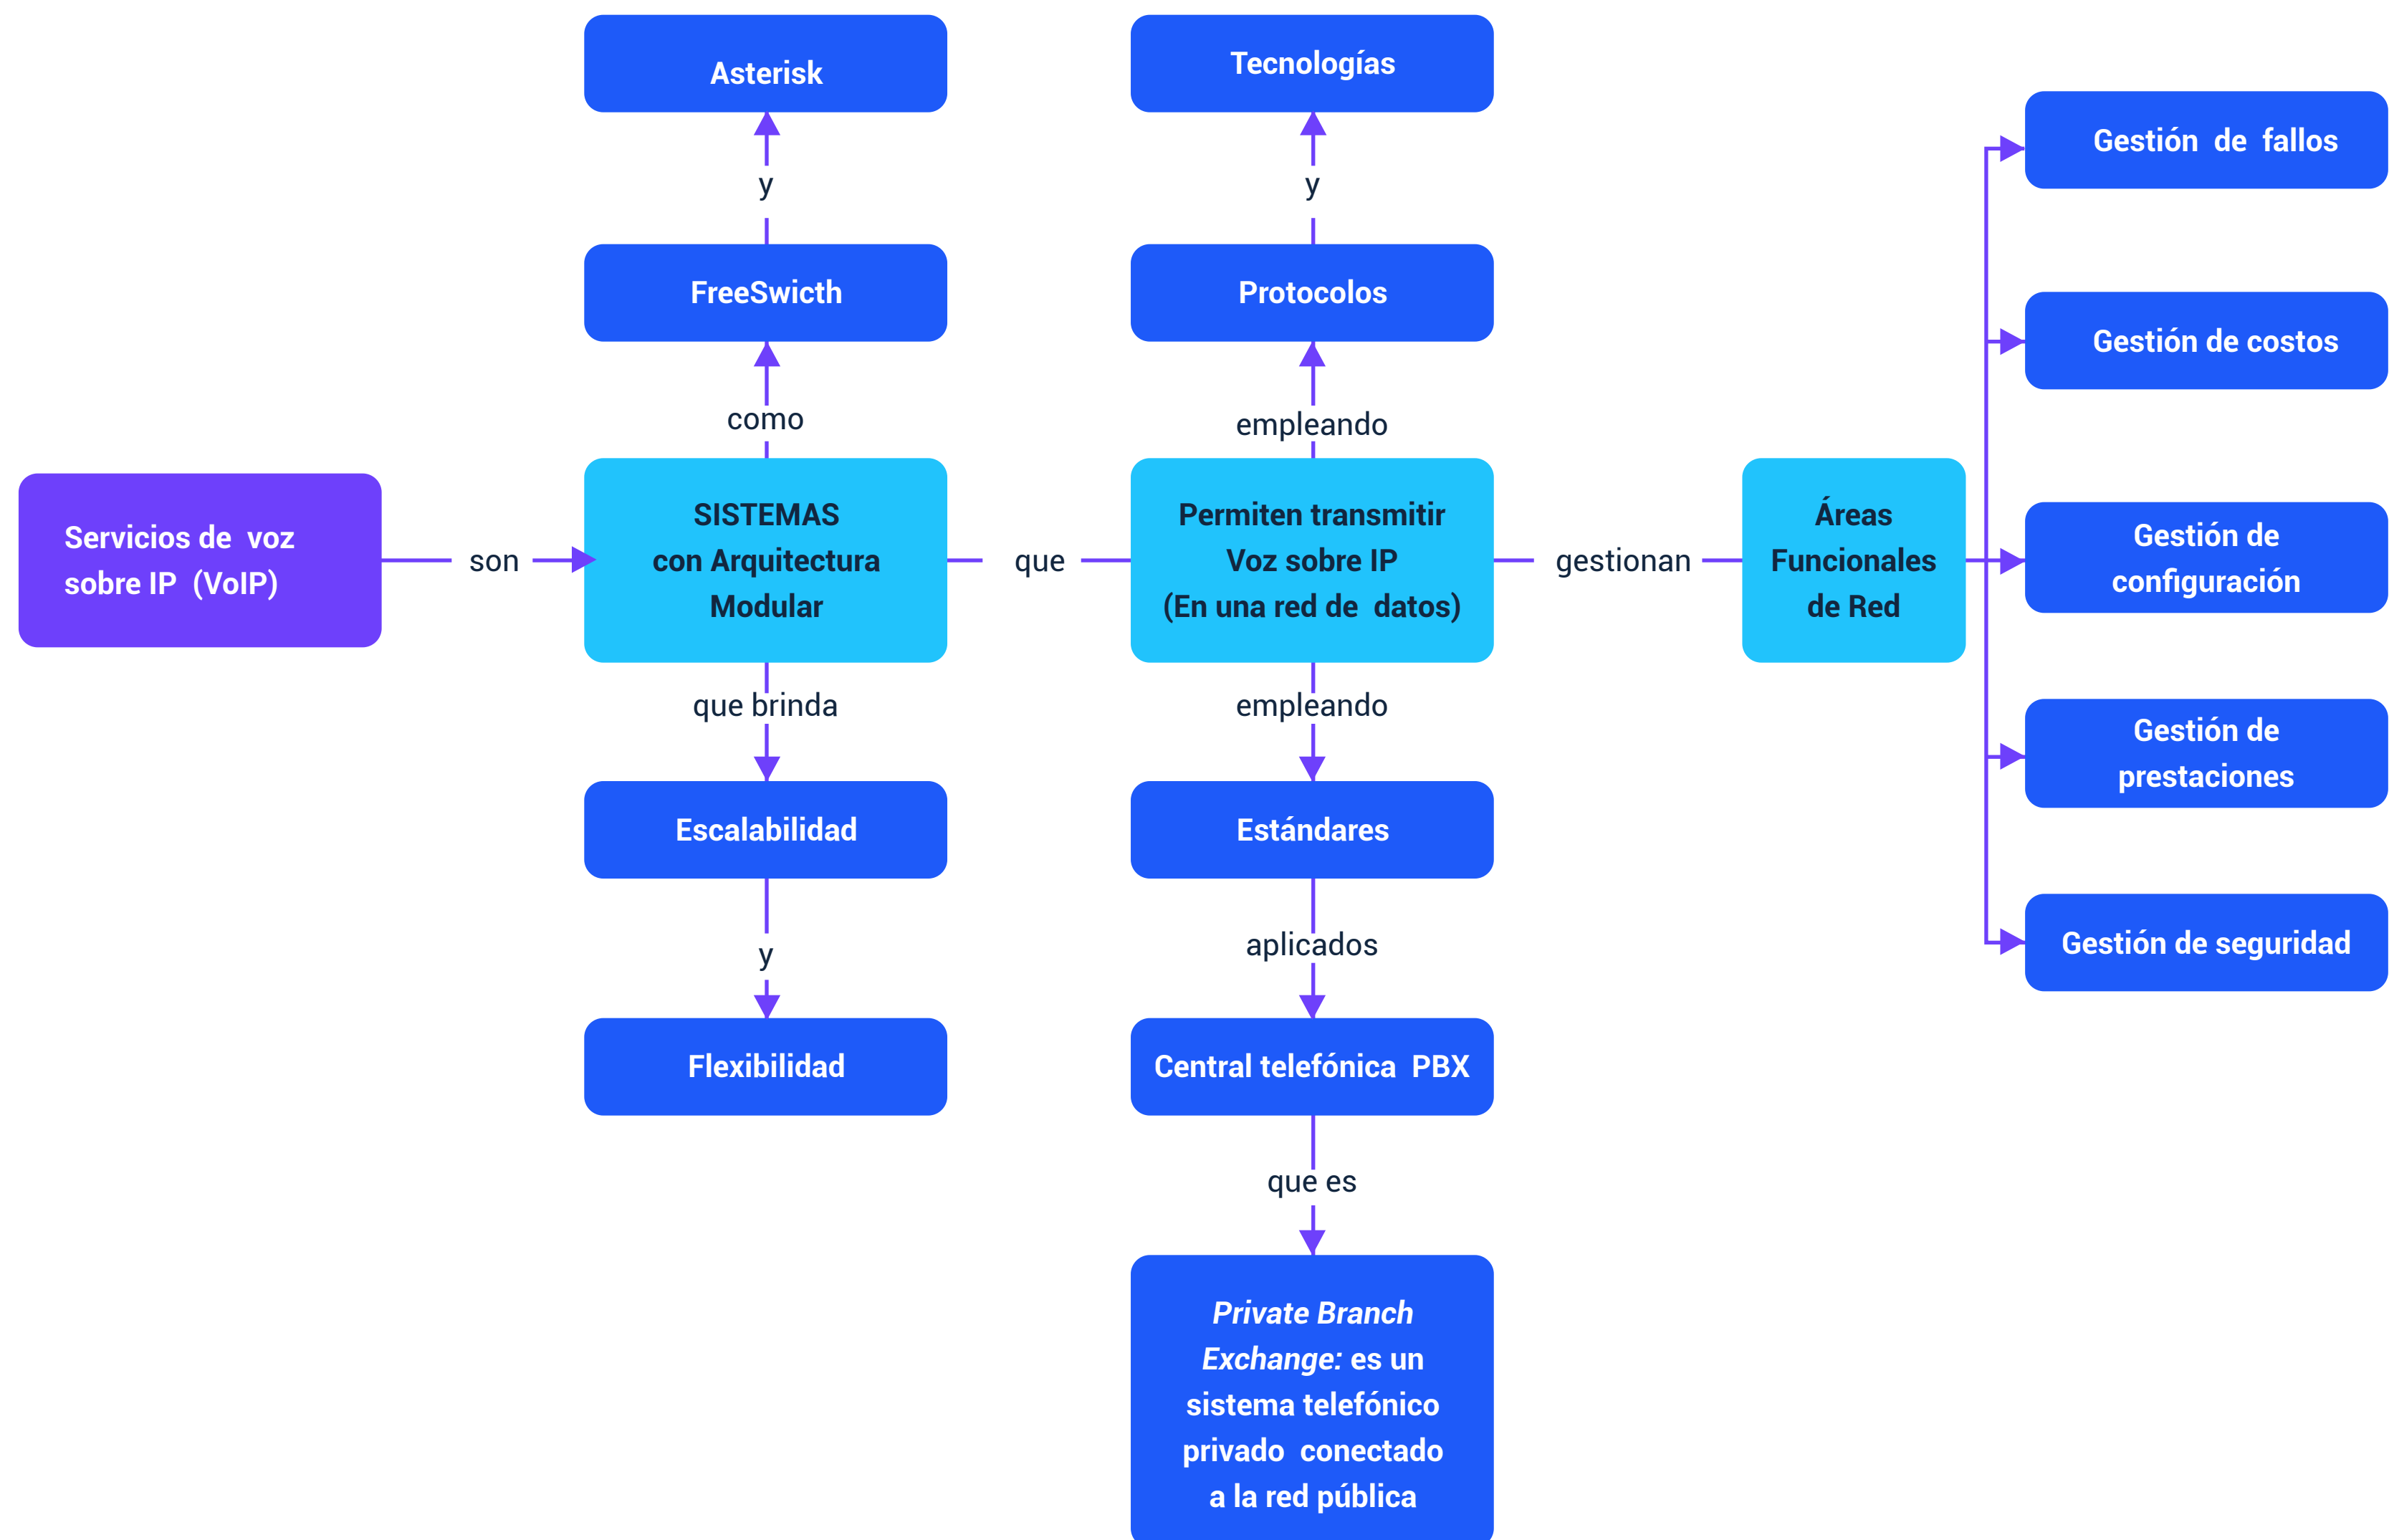 Asterisk
y
FreeSwicth
como
Servicios de voz
sobre IP (VoIP)
son
SISTEMAS
con Arquitectura
Modular
que brinda
Escalabilidad
y
Flexibilidad
que
Tecnologías
y
Protocolos
empleando
Permiten transmitir
Voz sobre IP
(En una red de datos)
empleando
Estándares
aplicados
Central telefónica PBX
que es
Private Branch
Exchange: es un
sistema telefónico
privado conectado
a la red pública
gestionan
Áreas
Funcionales
de Red
Gestión de fallos
Gestión de costos
Gestión de
configuración
Gestión de
prestaciones
Gestión de seguridad